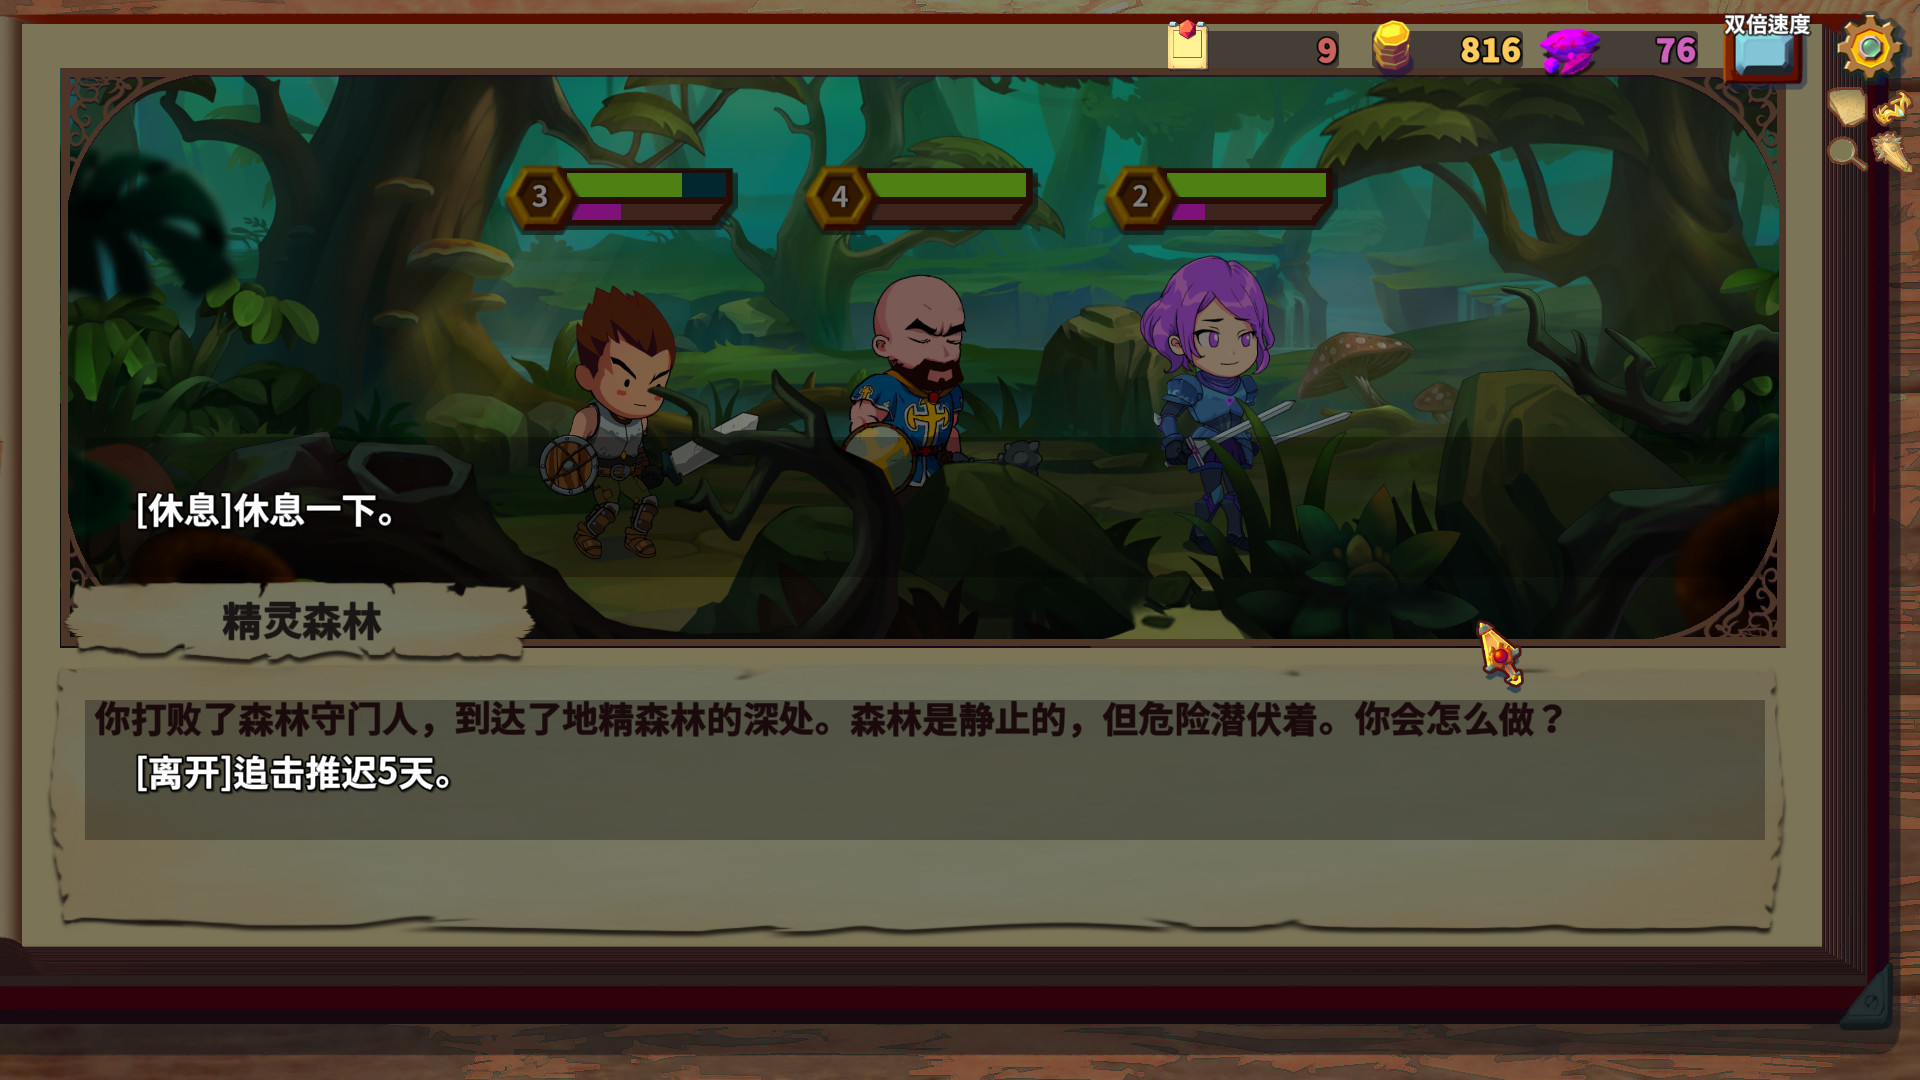 双倍速度
9
816
76
3
4
2
[休息]休息一下。
精灵森林
你打败了森林守门人，到达了地精森林的深处。森林是静止的，但危险潜伏着。你会怎么做？
[离开]追击推迟5天。